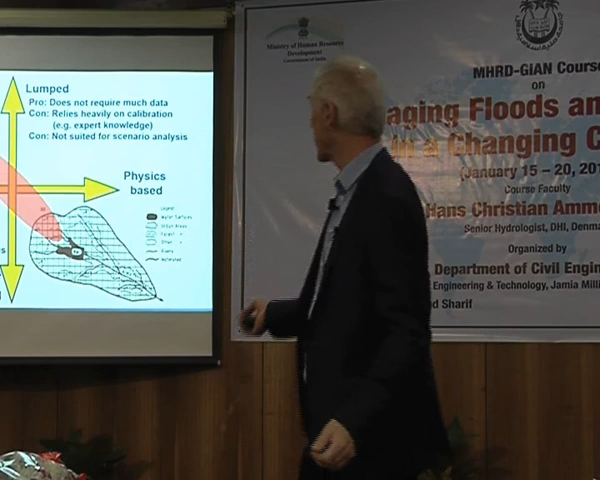 Lumped
Pro: Does not require much data
Con: Relies heavily on calibration
(e.g. expert knowledge)
Con: Not suited for scenario analysis
Physics
based
Ministry of Human Resource
Development
Government of India
MHRD-GIAN Course
on
aging Floods an
in a Changing C
(January 15 – 20, 201
Course Faculty
Hans Christian Amm
Senior Hydrologist, DHI, Denma
Organized by
Department of Civil Engin
Engineering & Technology, Jamia Milli
d Sharif